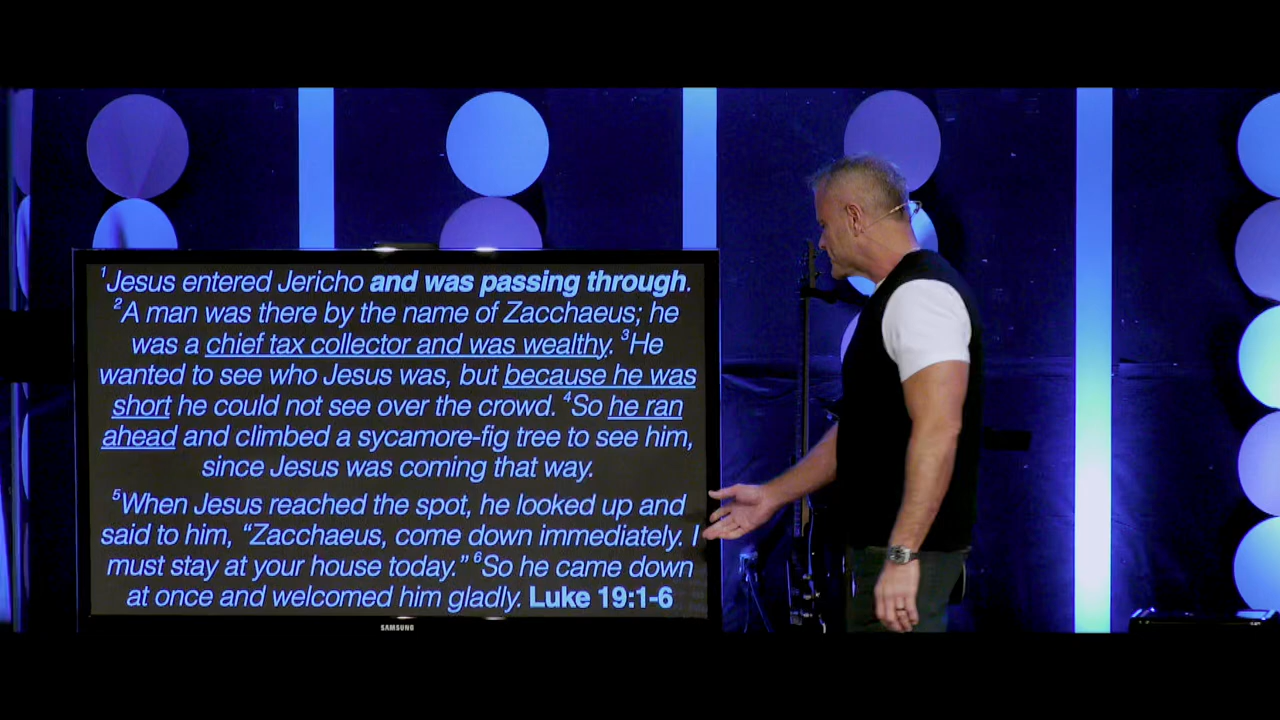 ¹Jesus entered Jericho and was passing through.
²A man was there by the name of Zacchaeus; he
was a chief tax collector and was wealthy. ³He
wanted to see who Jesus was, but because he was
short he could not see over the crowd. ⁴So he ran
ahead and climbed a sycamore-fig tree to see him,
since Jesus was coming that way.
⁵When Jesus reached the spot, he looked up and
said to him, “Zacchaeus, come down immediately. I
must stay at your house today.” ⁶So he came down
at once and welcomed him gladly. Luke 19:1-6
SAMSUNG